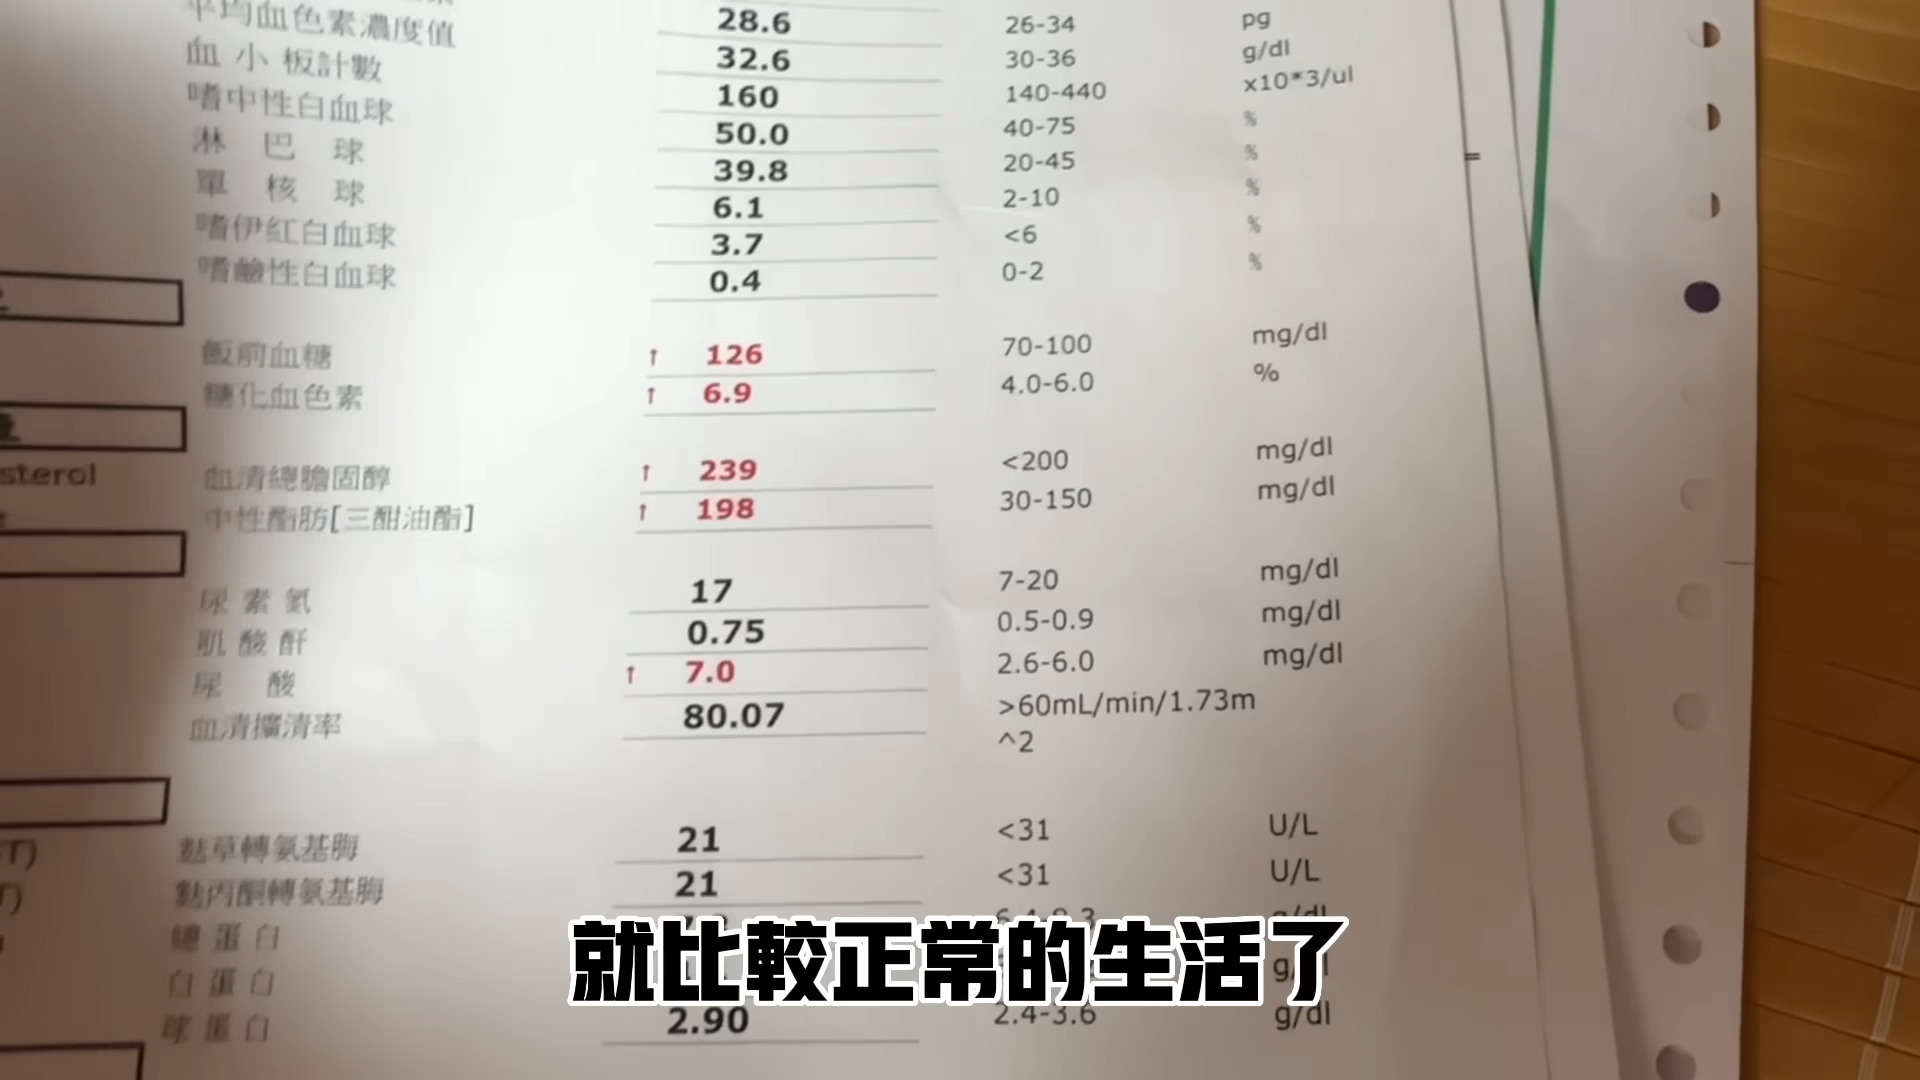 28.6 26-34 pg
平均血色素濃度值 32.6 30-36 g/dl
血小板計數 160 140-440 x10*3/ul
嗜中性白血球 50.0 40-75 %
淋巴球 39.8 20-45 %
單核球 6.1 2-10 %
嗜伊紅白血球 3.7 <6 %
嗜鹼性白血球 0.4 0-2 %
飯前血糖 ↑ 126 70-100 mg/dl
糖化血色素 ↑ 6.9 4.0-6.0 %
sterol 血清總膽固醇 ↑ 239 <200 mg/dl
中性酯肪[三酣油酯] ↑ 198 30-150 mg/dl
尿素氮 17 7-20 mg/dl
肌酸酐 0.75 0.5-0.9 mg/dl
尿酸 ↑ 7.0 2.6-6.0 mg/dl
血清擴清率 80.07 >60mL/min/1.73m
^2
T) 麩草轉氨基脢 21 <31 U/L
T) 麩丙酮轉氨基脢 21 <31 U/L
總蛋白 g/dl
白蛋白
球蛋白 2.90 2.4-3.6 g/dl
就比較正常的生活了